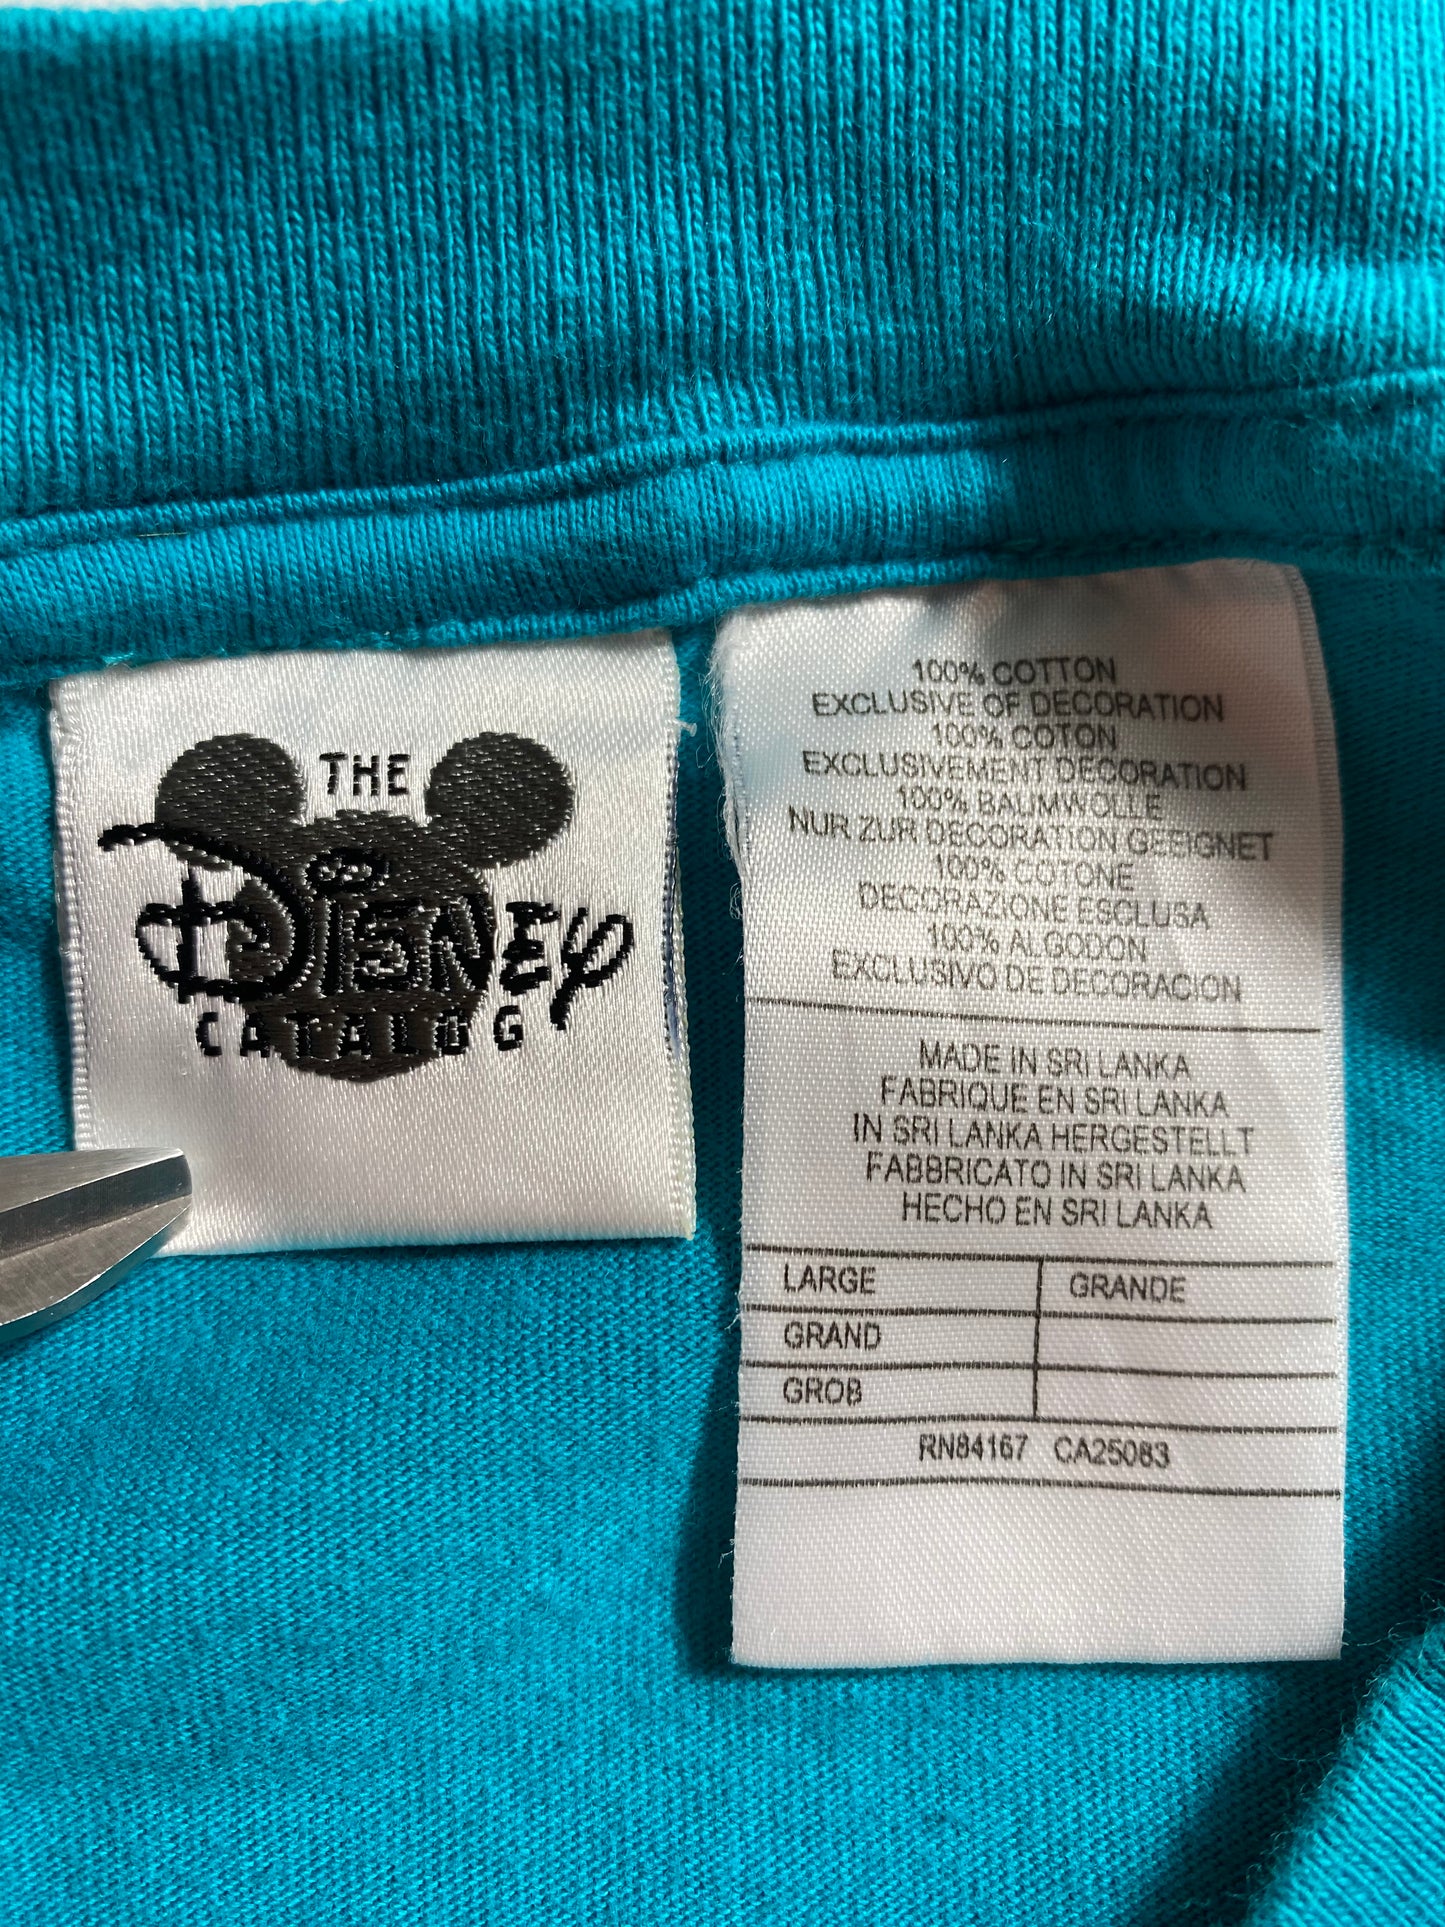 THE
DISNEY
CATALOG
100% COTTON
EXCLUSIVE OF DECORATION
100% COTON
EXCLUSIVEMENT DECORATION
100% BAUMWOLLE
NUR ZUR DECORATION GEEIGNET
100% COTONE
DECORAZIONE ESCLUSA
100% ALGODON
EXCLUSIVO DE DECORACION
MADE IN SRI LANKA
FABRIQUE EN SRI LANKA
IN SRI LANKA HERGESTELLT
FABBRICATO IN SRI LANKA
HECHO EN SRI LANKA
LARGE GRANDE
GRAND
GROB
RN84167 CA25083